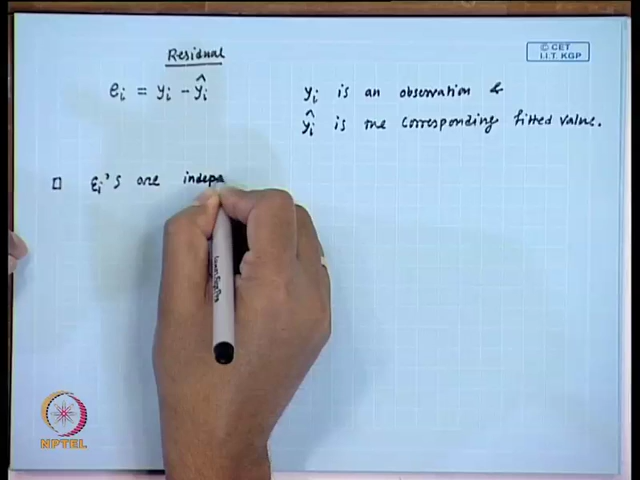 Residual
© CET
I.I.T. KGP
eᵢ = yᵢ - ŷᵢ
yᵢ is an observation &
ŷᵢ is the corresponding fitted value.
□ εᵢ's are indepe
NPTEL